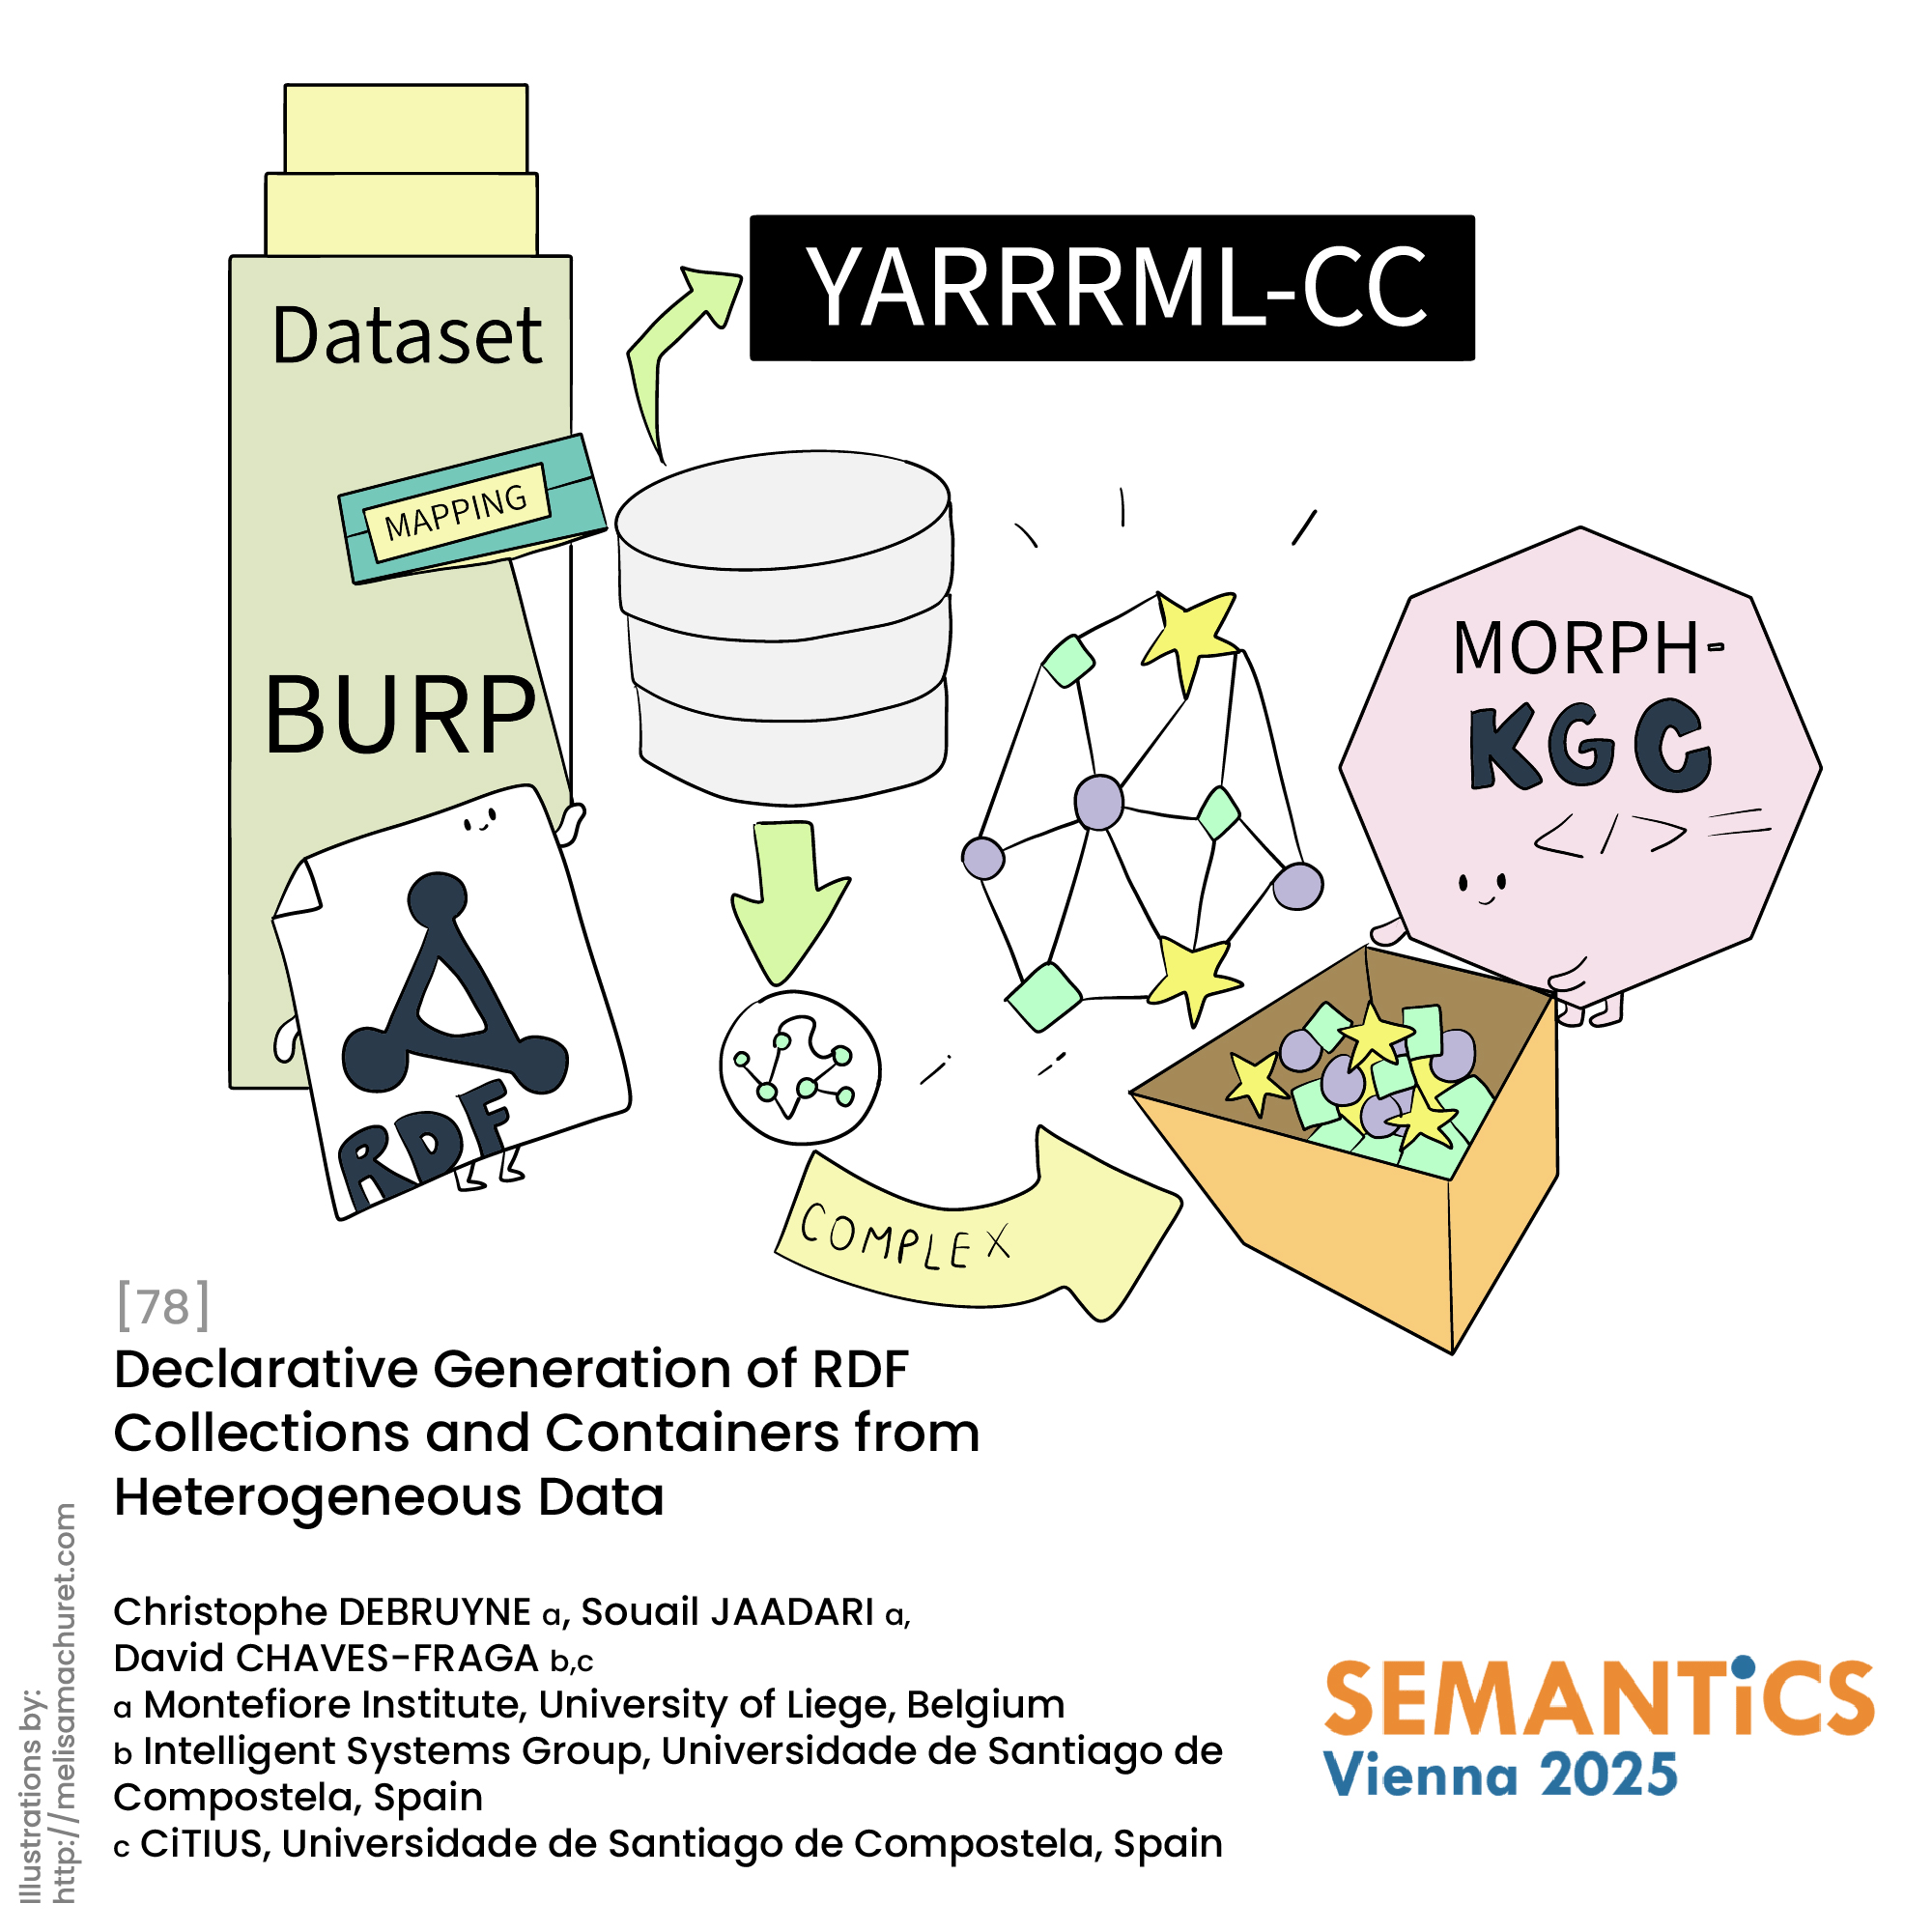 Dataset
YARRRML-CC
MAPPING
BURP
MORPH-
KGC
</>
RDF
COMPLEX
[78]
Declarative Generation of RDF
Collections and Containers from
Heterogeneous Data
Christophe DEBRUYNE a, Souail JAADARI a,
David CHAVES-FRAGA b,c
a Montefiore Institute, University of Liege, Belgium
b Intelligent Systems Group, Universidade de Santiago de
Compostela, Spain
c CiTIUS, Universidade de Santiago de Compostela, Spain
SEMANTiCS
Vienna 2025
Illustrations by:
http://melisamachuret.com